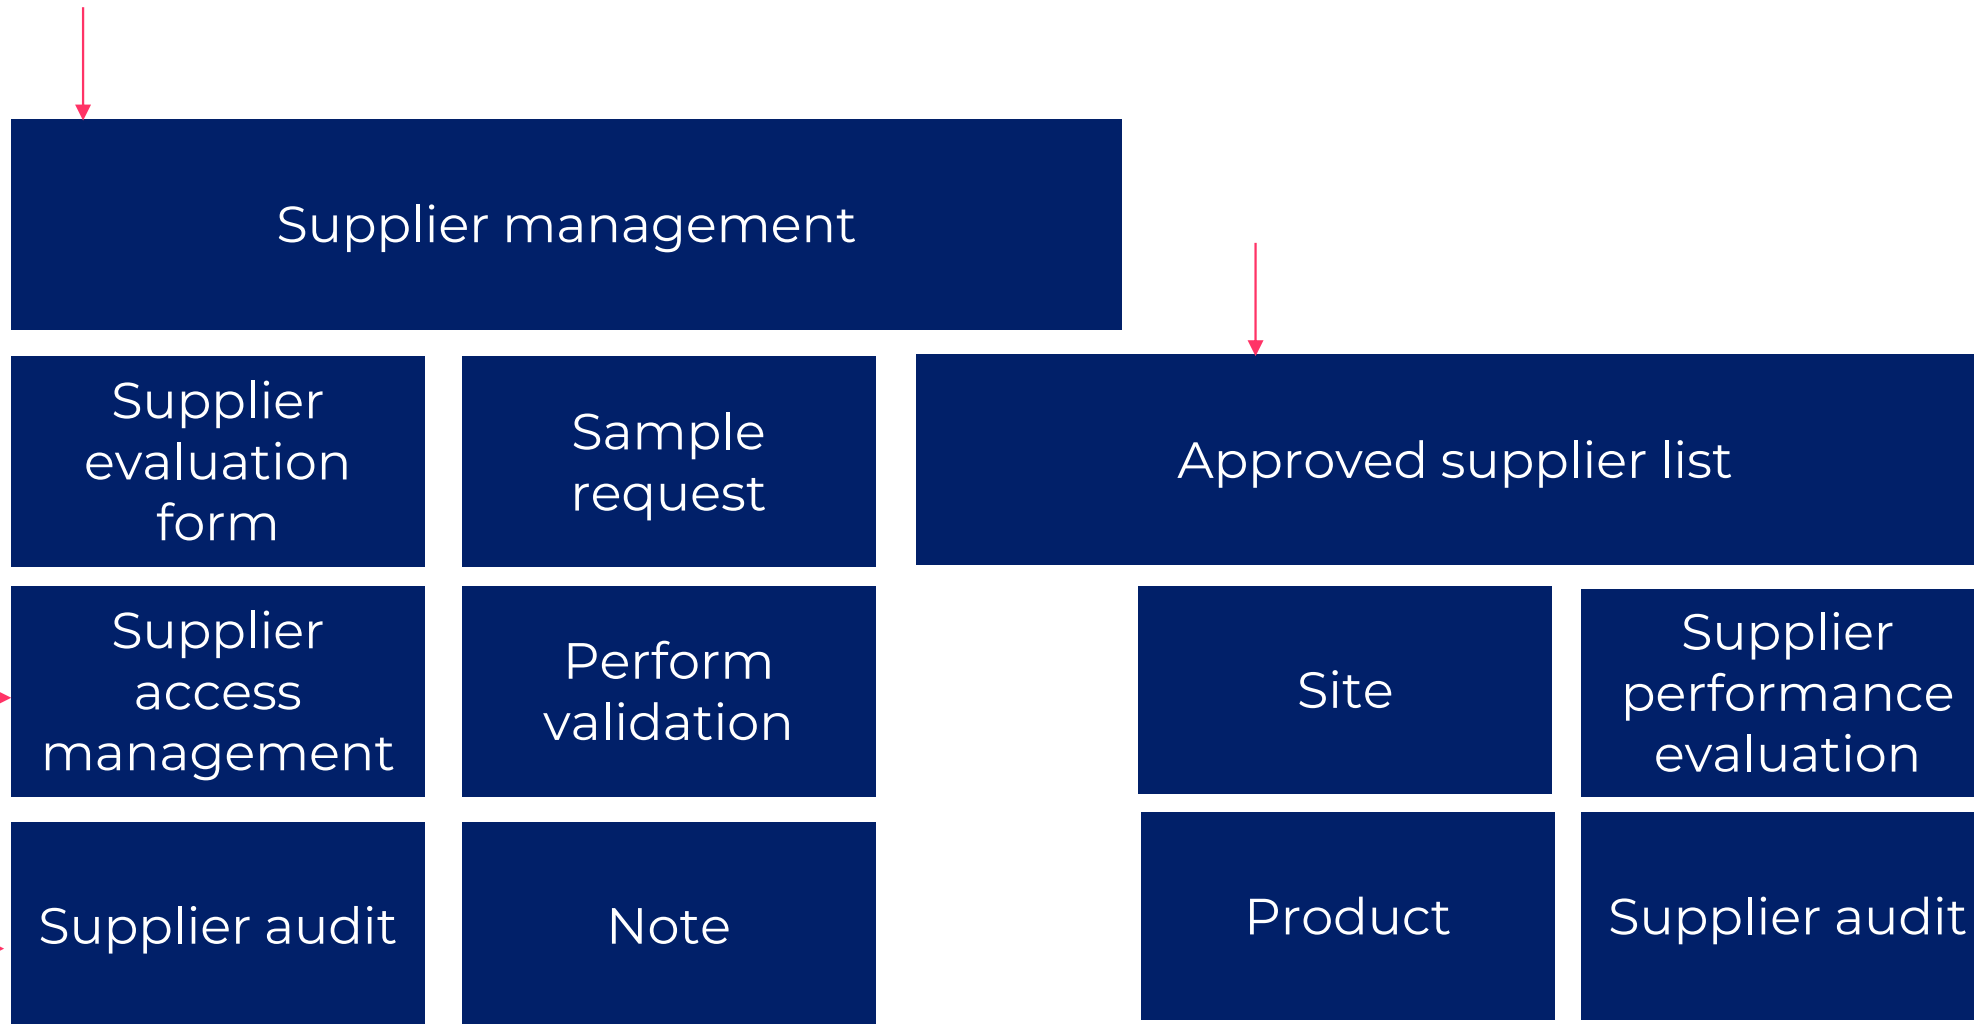 Supplier management
Supplier
evaluation
form
Sample
request
Approved supplier list
Supplier
access
management
Perform
validation
Site
Supplier
performance
evaluation
Supplier audit
Note
Product
Supplier audit